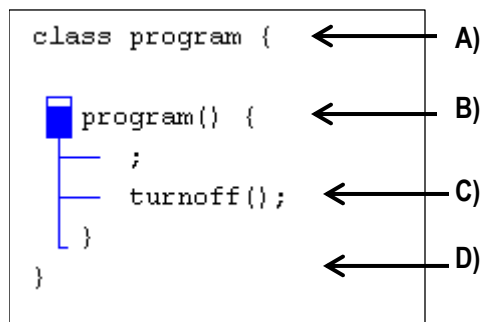 class program { A)
program() { B)
;
turnoff(); C)
}
D)
}